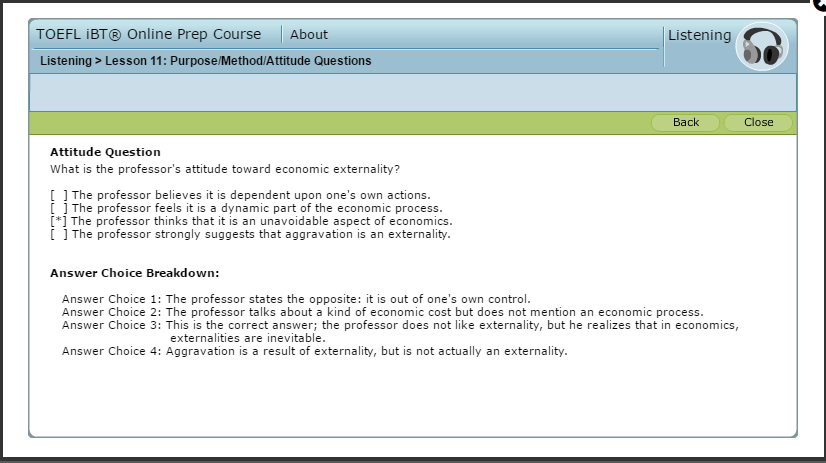 TOEFL iBT® Online Prep Course About
Listening
Listening > Lesson 11: Purpose/Method/Attitude Questions
Back Close
Attitude Question
What is the professor's attitude toward economic externality?
[ ] The professor believes it is dependent upon one's own actions.
[ ] The professor feels it is a dynamic part of the economic process.
[*] The professor thinks that it is an unavoidable aspect of economics.
[ ] The professor strongly suggests that aggravation is an externality.
Answer Choice Breakdown:
Answer Choice 1: The professor states the opposite: it is out of one's own control.
Answer Choice 2: The professor talks about a kind of economic cost but does not mention an economic process.
Answer Choice 3: This is the correct answer; the professor does not like externality, but he realizes that in economics,
externalities are inevitable.
Answer Choice 4: Aggravation is a result of externality, but is not actually an externality.